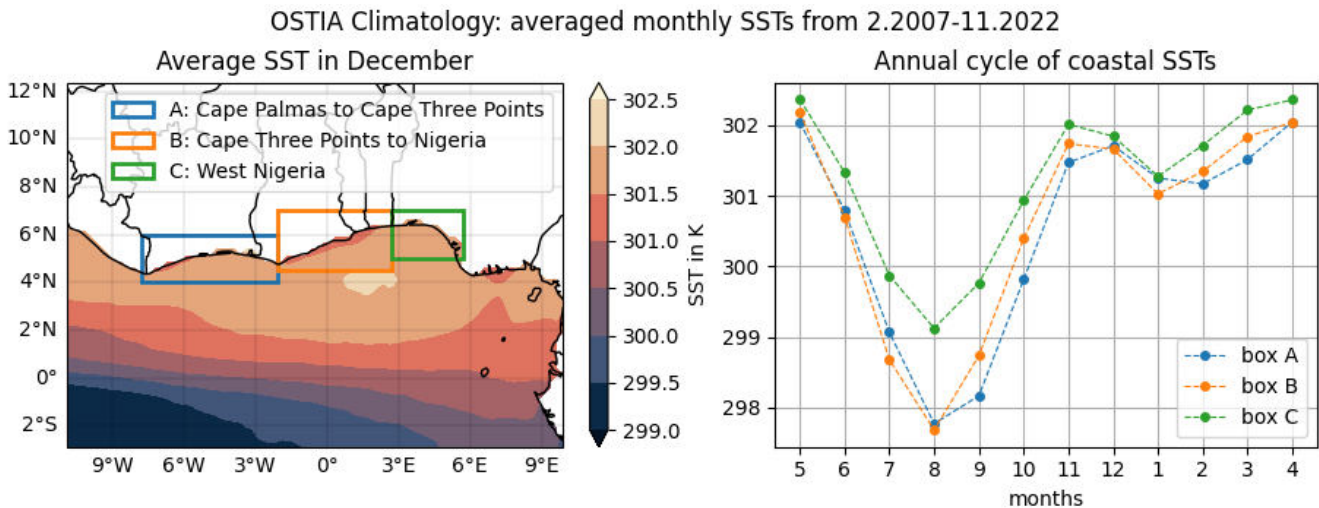 OSTIA Climatology: averaged monthly SSTs from 2.2007-11.2022
Average SST in December
12°N
10°N
8°N
6°N
4°N
2°N
0°
2°S
9°W
6°W
3°W
0°
3°E
6°E
9°E
A: Cape Palmas to Cape Three Points
B: Cape Three Points to Nigeria
C: West Nigeria
302.5
302.0
301.5
301.0
300.5
300.0
299.5
299.0
Annual cycle of coastal SSTs
SST in K
302
301
300
299
298
5
6
7
8
9
10
11
12
1
2
3
4
months
box A
box B
box C